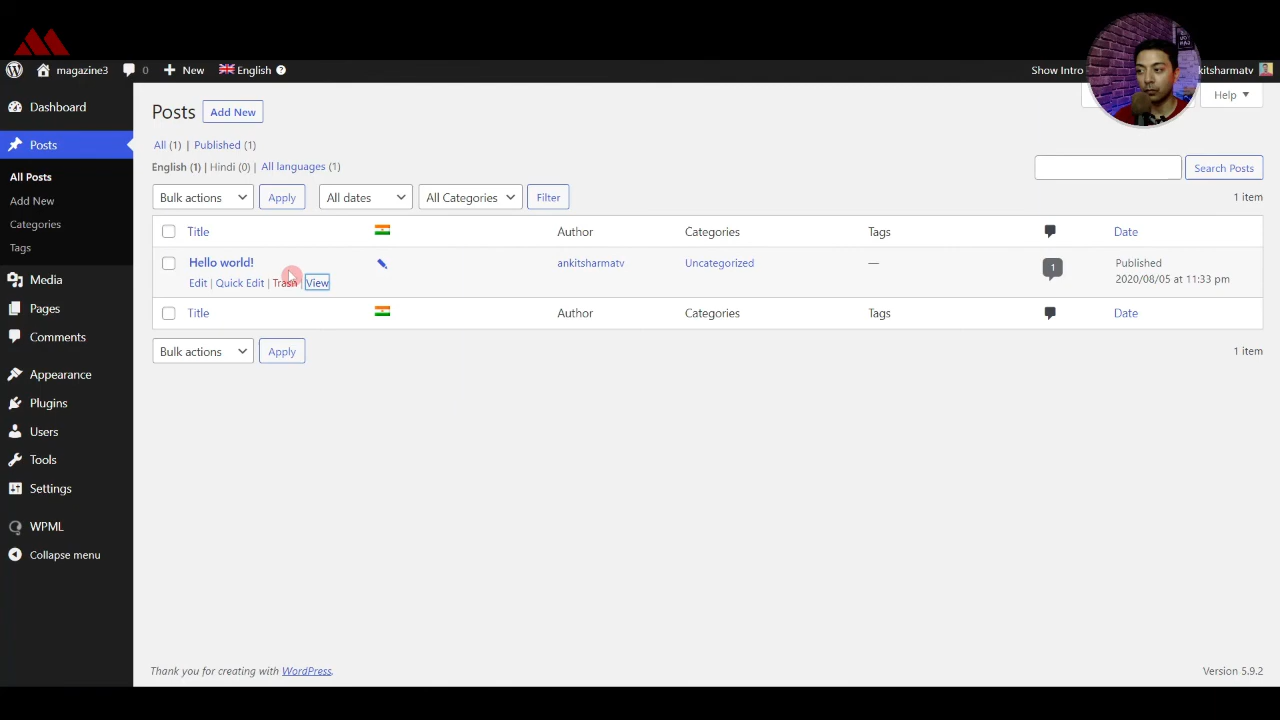 magazine3 0 New English Show Intro kitsharmatv
Dashboard
Posts
All Posts
Add New
Categories
Tags
Media
Pages
Comments
Appearance
Plugins
Users
Tools
Settings
WPML
Collapse menu
Posts Add New
Help
All (1) | Published (1)
English (1) | Hindi (0) | All languages (1)
Search Posts
Bulk actions Apply All dates All Categories Filter 1 item
Title Author Categories Tags Date
Hello world! ankitsharmatv Uncategorized — 1 Published
2020/08/05 at 11:33 pm
Edit | Quick Edit | Trash View
Title Author Categories Tags Date
Bulk actions Apply 1 item
Thank you for creating with WordPress. Version 5.9.2